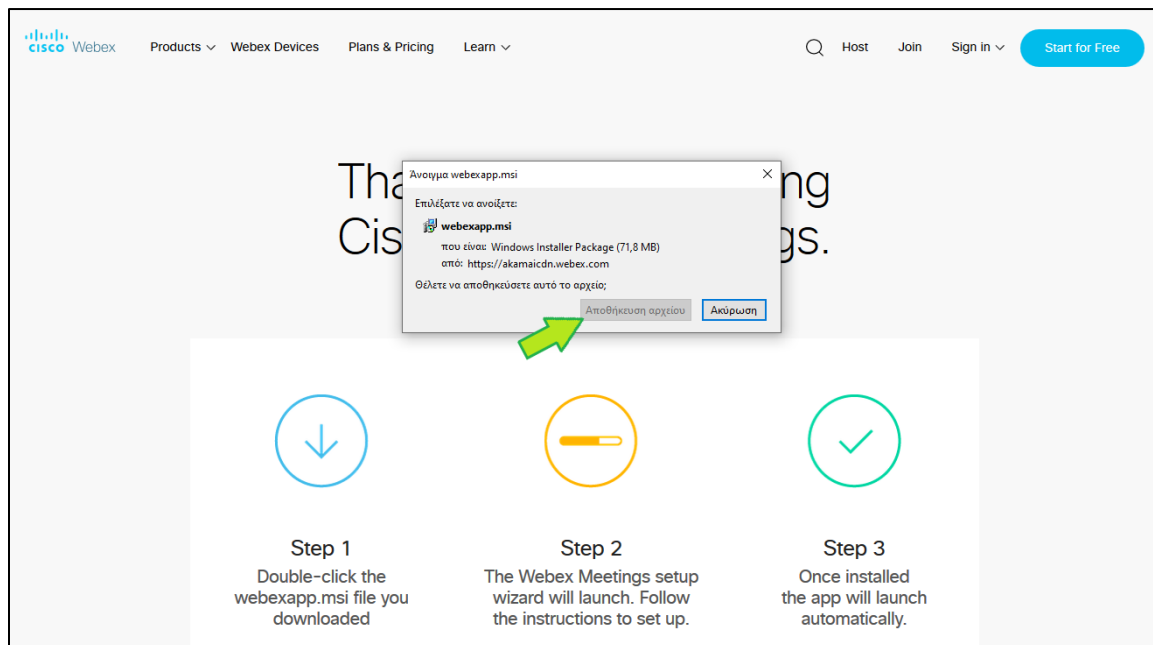 CISCO Webex Products Webex Devices Plans & Pricing Learn Host Join Sign in Start for Free
Tha ng
Cis gs.
Άνοιγμα webexapp.msi
Επιλέξατε να ανοίξετε:
webexapp.msi
που είναι: Windows Installer Package (71,8 MB)
από: https://akamaicdn.webex.com
Θέλετε να αποθηκεύσετε αυτό το αρχείο;
Αποθήκευση αρχείου Ακύρωση
Step 1
Double-click the
webexapp.msi file you
downloaded
Step 2
The Webex Meetings setup
wizard will launch. Follow
the instructions to set up.
Step 3
Once installed
the app will launch
automatically.